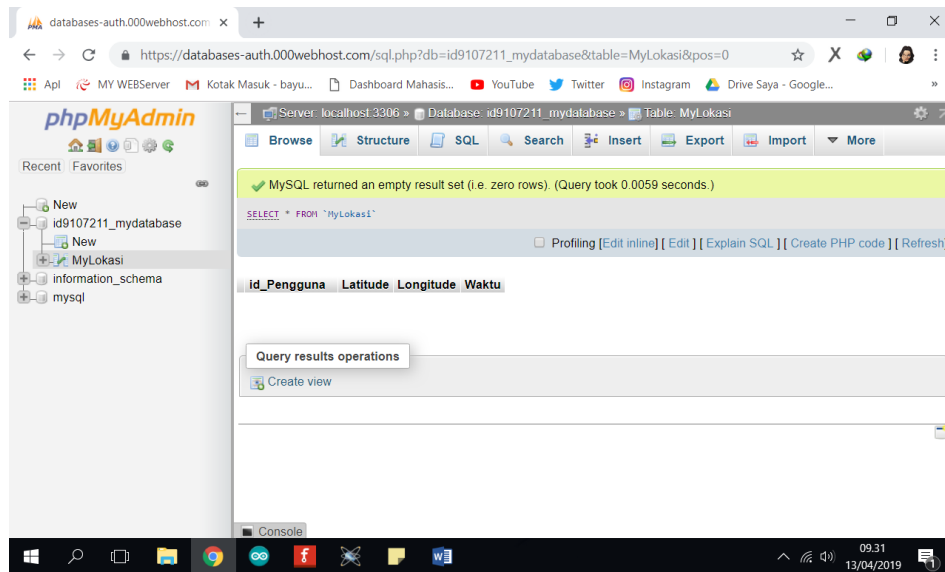 databases-auth.000webhost.com
https://databases-auth.000webhost.com/sql.php?db=id9107211_mydatabase&table=MyLokasi&pos=0
Apl MY WEBServer Kotak Masuk - bayu... Dashboard Mahasis... YouTube Twitter Instagram Drive Saya - Google... »
phpMyAdmin
Recent Favorites
New
id9107211_mydatabase
New
MyLokasi
information_schema
mysql
Server: localhost:3306 » Database: id9107211_mydatabase » Table: MyLokasi
Browse Structure SQL Search Insert Export Import More
MySQL returned an empty result set (i.e. zero rows). (Query took 0.0059 seconds.)
SELECT * FROM `MyLokasi`
Profiling [Edit inline] [ Edit ] [ Explain SQL ] [ Create PHP code ] [ Refresh]
id_Pengguna Latitude Longitude Waktu
Query results operations
Create view
Console
09.31
13/04/2019